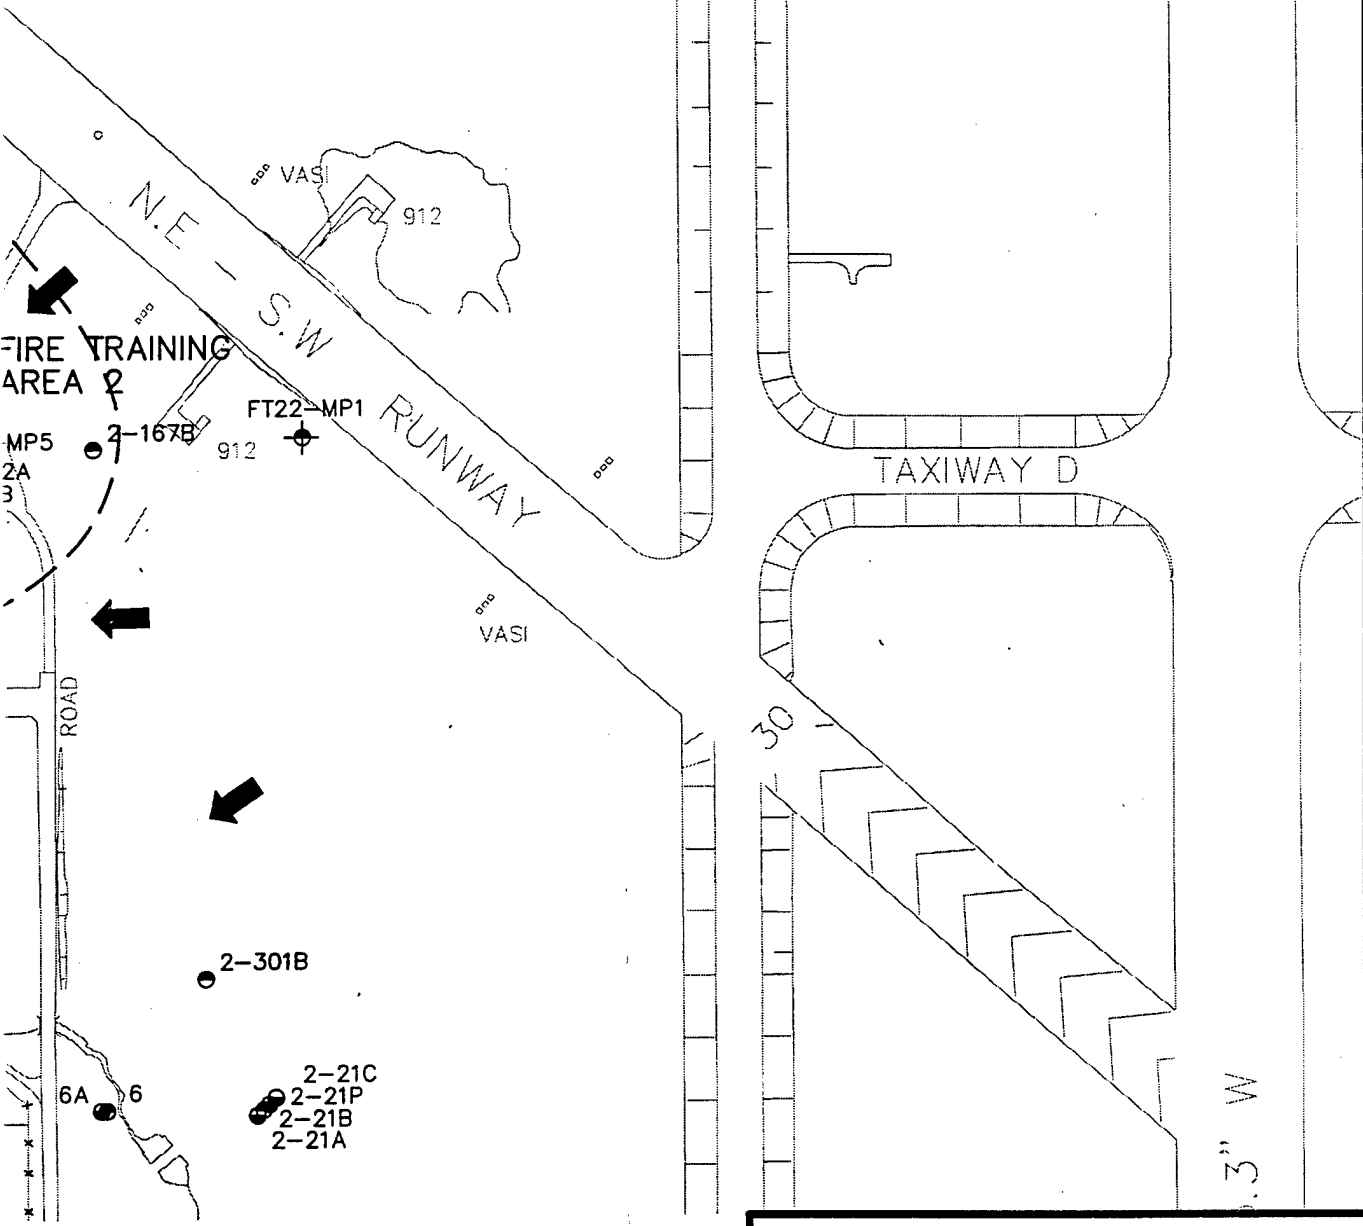 VASI
912
N.E - S.W RUNWAY
FIRE TRAINING
AREA 2
FT22-MP1
2-167B
MP5
2A
912
TAXIWAY D
VASI
ROAD
30
2-301B
2-21C
2-21P
2-21B
2-21A
6A
6
.3" W